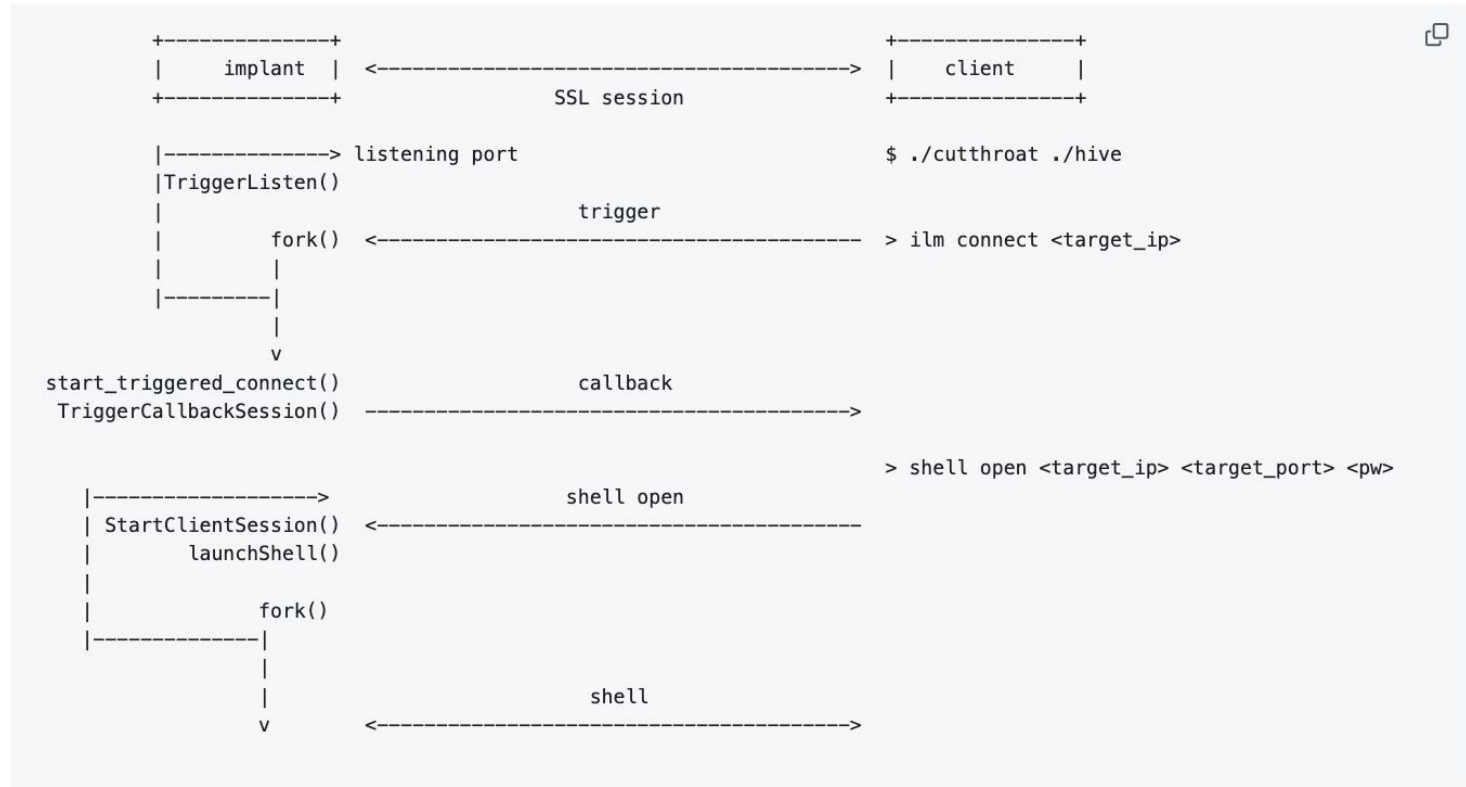 +--------------+ +---------------+
| implant | <----------------------------------------> | client |
+--------------+ SSL session +---------------+
|--------------> listening port $ ./cutthroat ./hive
|TriggerListen()
| trigger
| fork() <----------------------------------------- > ilm connect <target_ip>
| |
|---------|
|
v
start_triggered_connect() callback
TriggerCallbackSession() ----------------------------------------->
> shell open <target_ip> <target_port> <pw>
|-------------------> shell open
| StartClientSession() <-----------------------------------------
| launchShell()
|
| fork()
|--------------|
|
| shell
v <---------------------------------------->